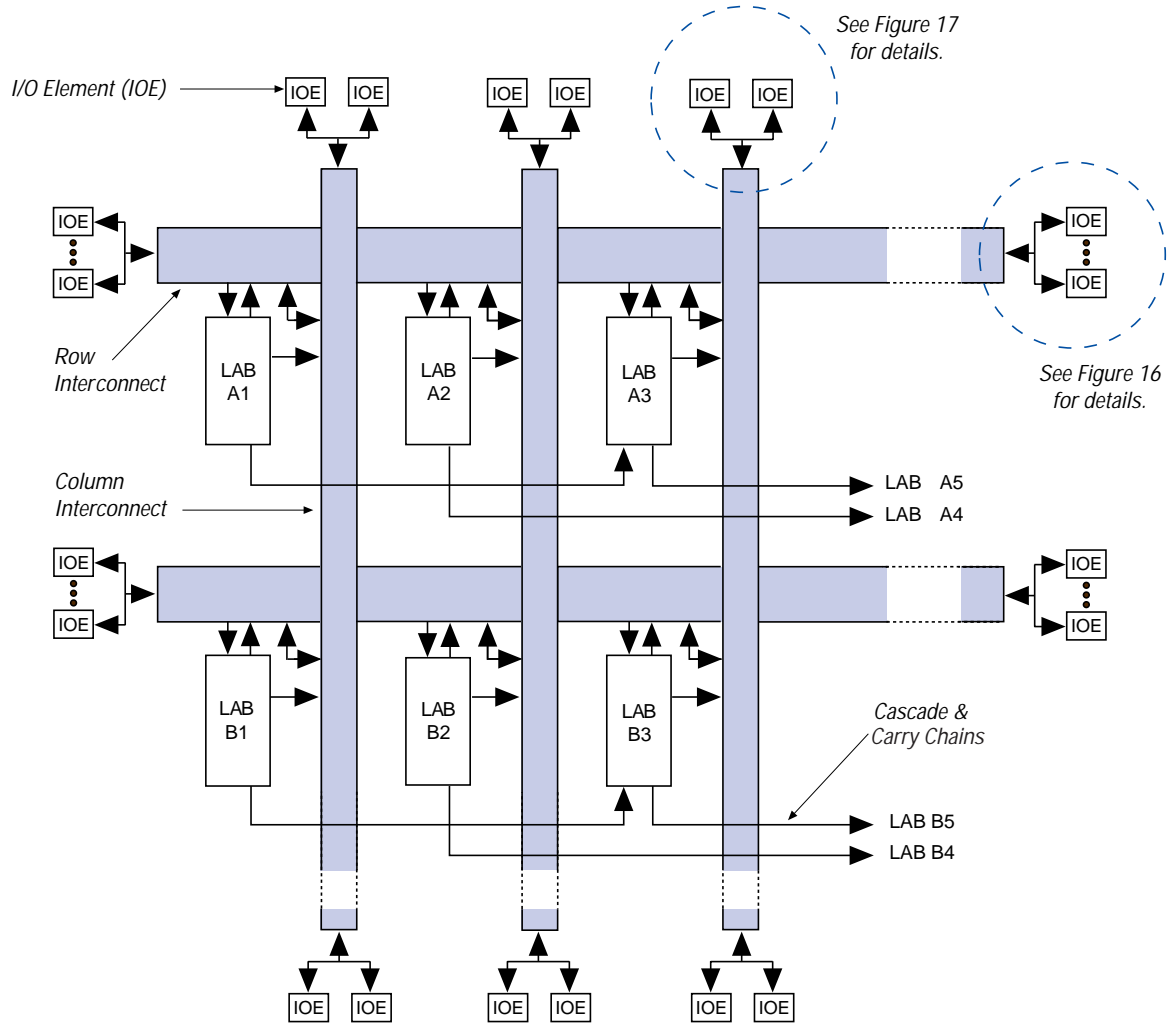 See Figure 17
for details.
I/O Element (IOE)
IOE
IOE
IOE
IOE
IOE
IOE
IOE
IOE
IOE
IOE
Row
Interconnect
LAB
A1
LAB
A2
LAB
A3
See Figure 16
for details.
Column
Interconnect
LAB A5
LAB A4
IOE
IOE
IOE
IOE
LAB
B1
LAB
B2
LAB
B3
Cascade &
Carry Chains
LAB B5
LAB B4
IOE
IOE
IOE
IOE
IOE
IOE